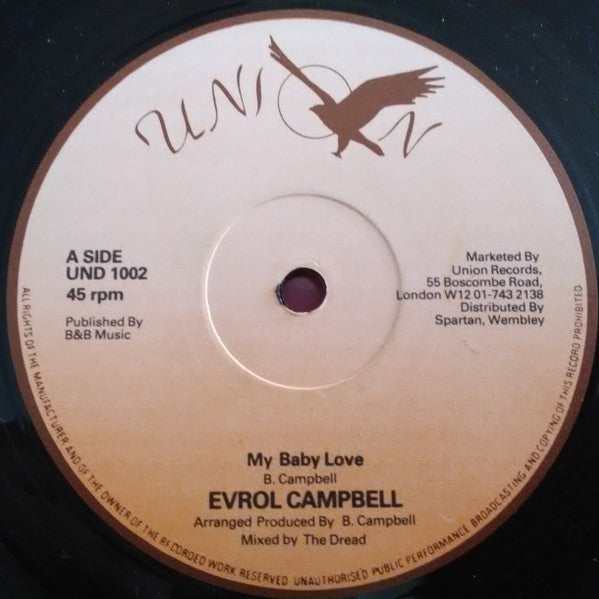 UNION
A SIDE
UND 1002
45 rpm
Published By
B&B Music
Marketed By
Union Records,
55 Boscombe Road,
London W12 01-743 2138
Distributed By
Spartan, Wembley
My Baby Love
B. Campbell
EVROL CAMPBELL
Arranged Produced By B. Campbell
Mixed by The Dread
ALL RIGHTS OF THE MANUFACTURER AND OF THE OWNER OF THE RECORDED WORK RESERVED UNAUTHORISED PUBLIC PERFORMANCE BROADCASTING AND COPYING OF THIS RECORD PROHIBITED